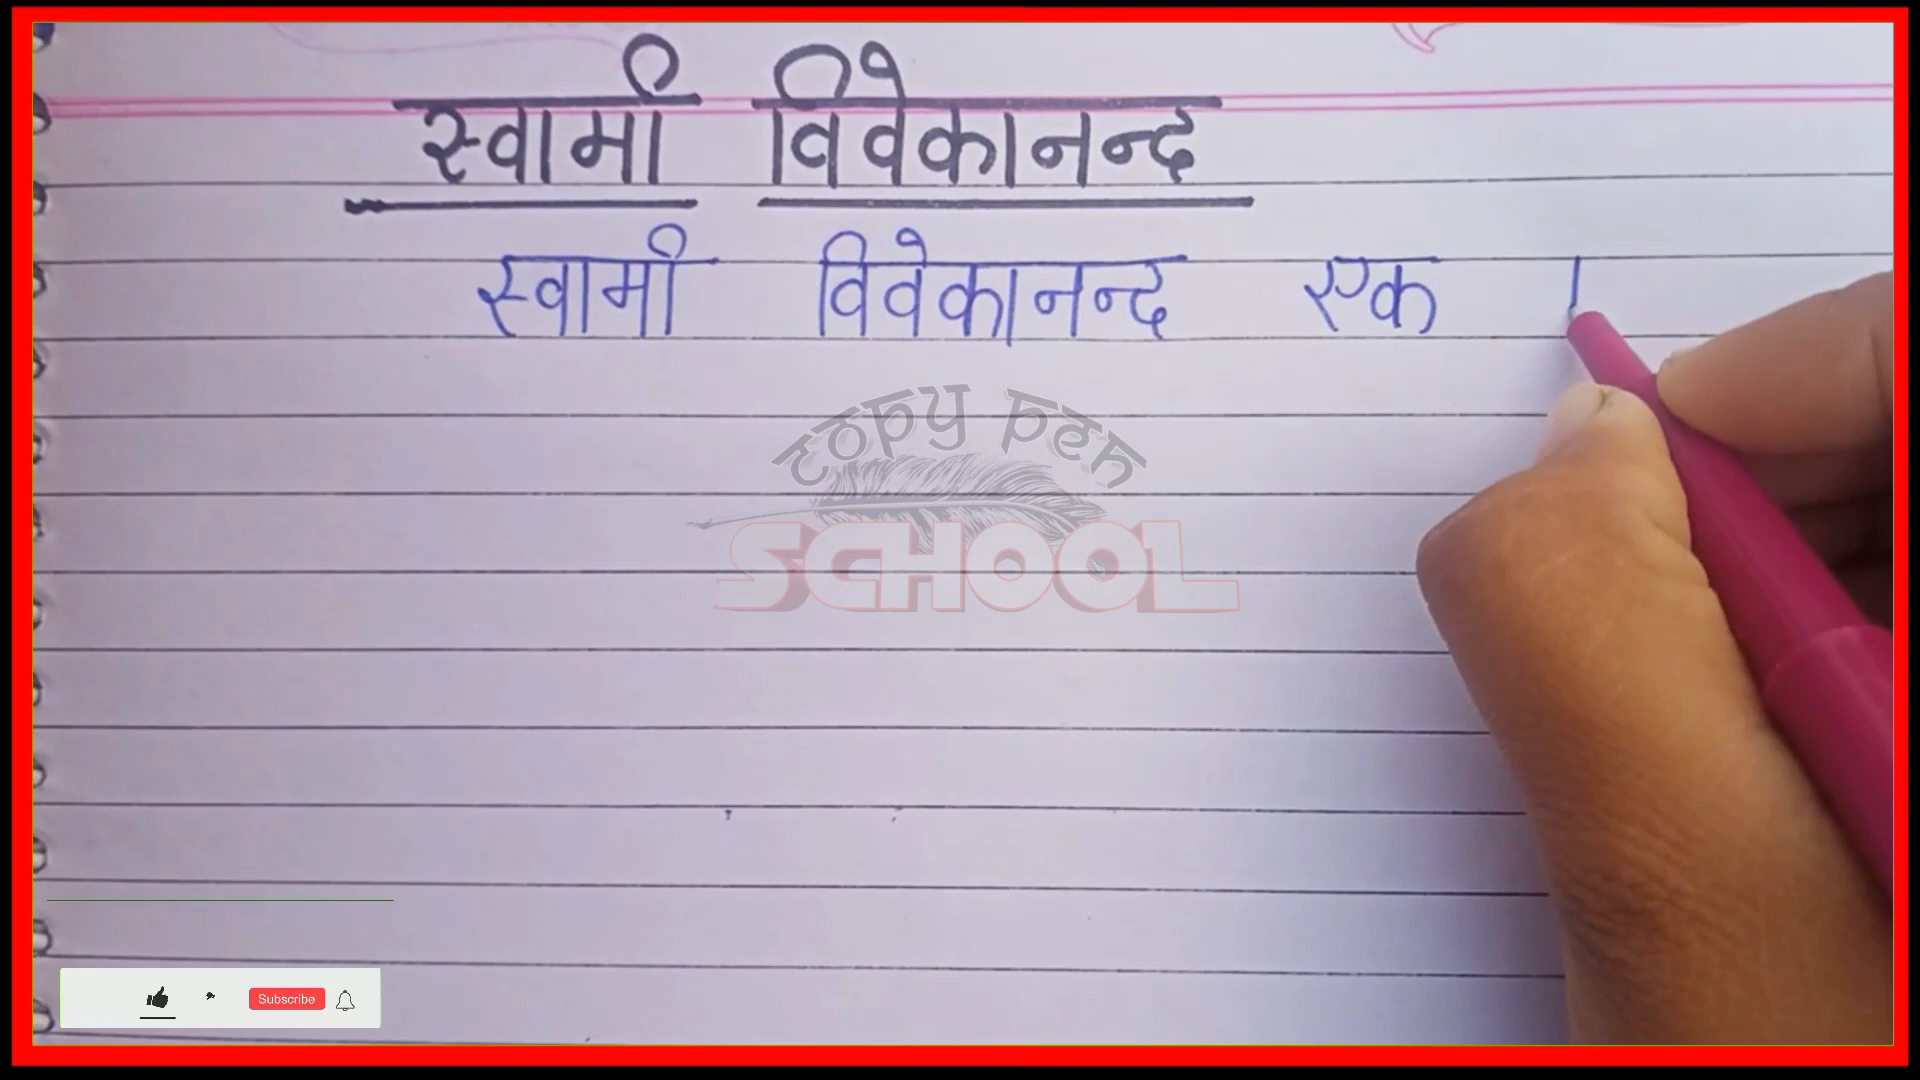 स्वामी विवेकानन्द
स्वामी विवेकानन्द एक
copy pen
SCHOOL
Subscribe